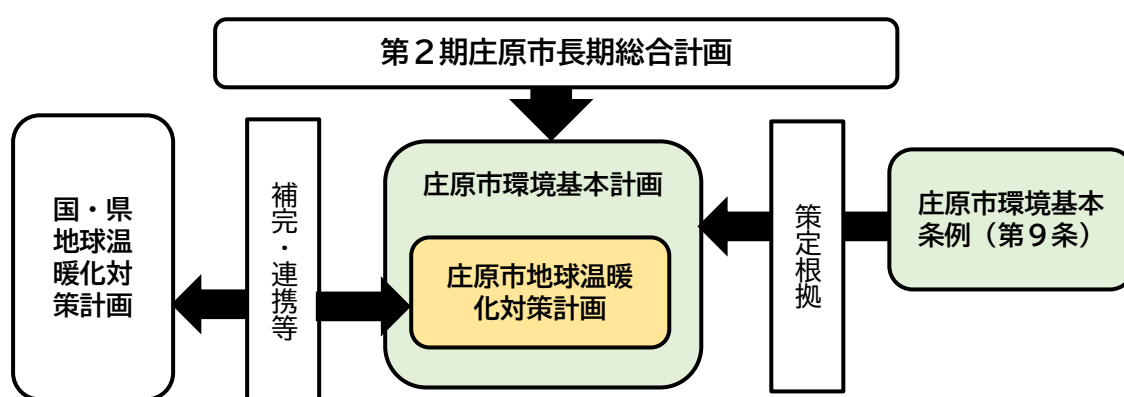 第２期庄原市長期総合計画
国・県
地球温
暖化対
策計画
補完・連携等
庄原市環境基本計画
庄原市地球温暖
化対策計画
策定根拠
庄原市環境基本
条例（第９条）